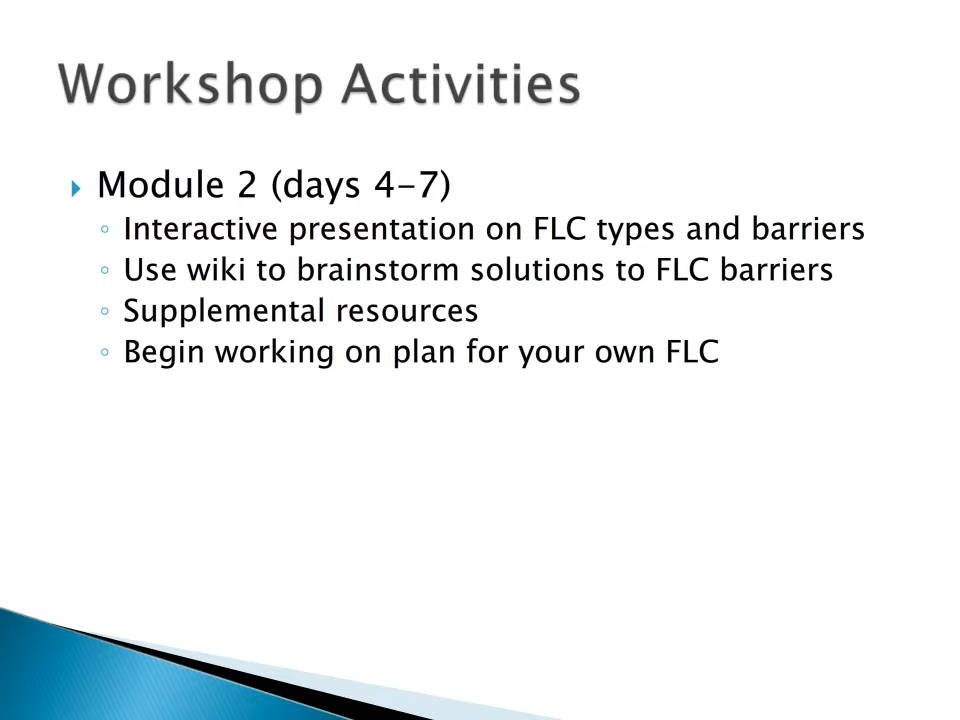 Workshop Activities
Module 2 (days 4-7)
Interactive presentation on FLC types and barriers
Use wiki to brainstorm solutions to FLC barriers
Supplemental resources
Begin working on plan for your own FLC